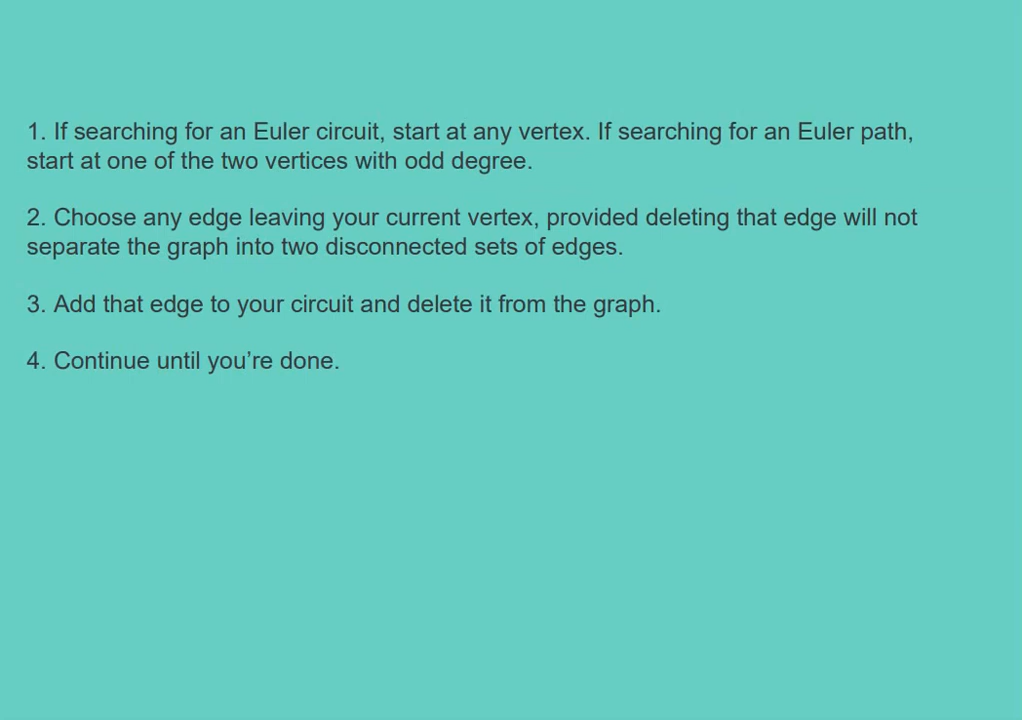 1. If searching for an Euler circuit, start at any vertex. If searching for an Euler path,
start at one of the two vertices with odd degree.
2. Choose any edge leaving your current vertex, provided deleting that edge will not
separate the graph into two disconnected sets of edges.
3. Add that edge to your circuit and delete it from the graph.
4. Continue until you’re done.